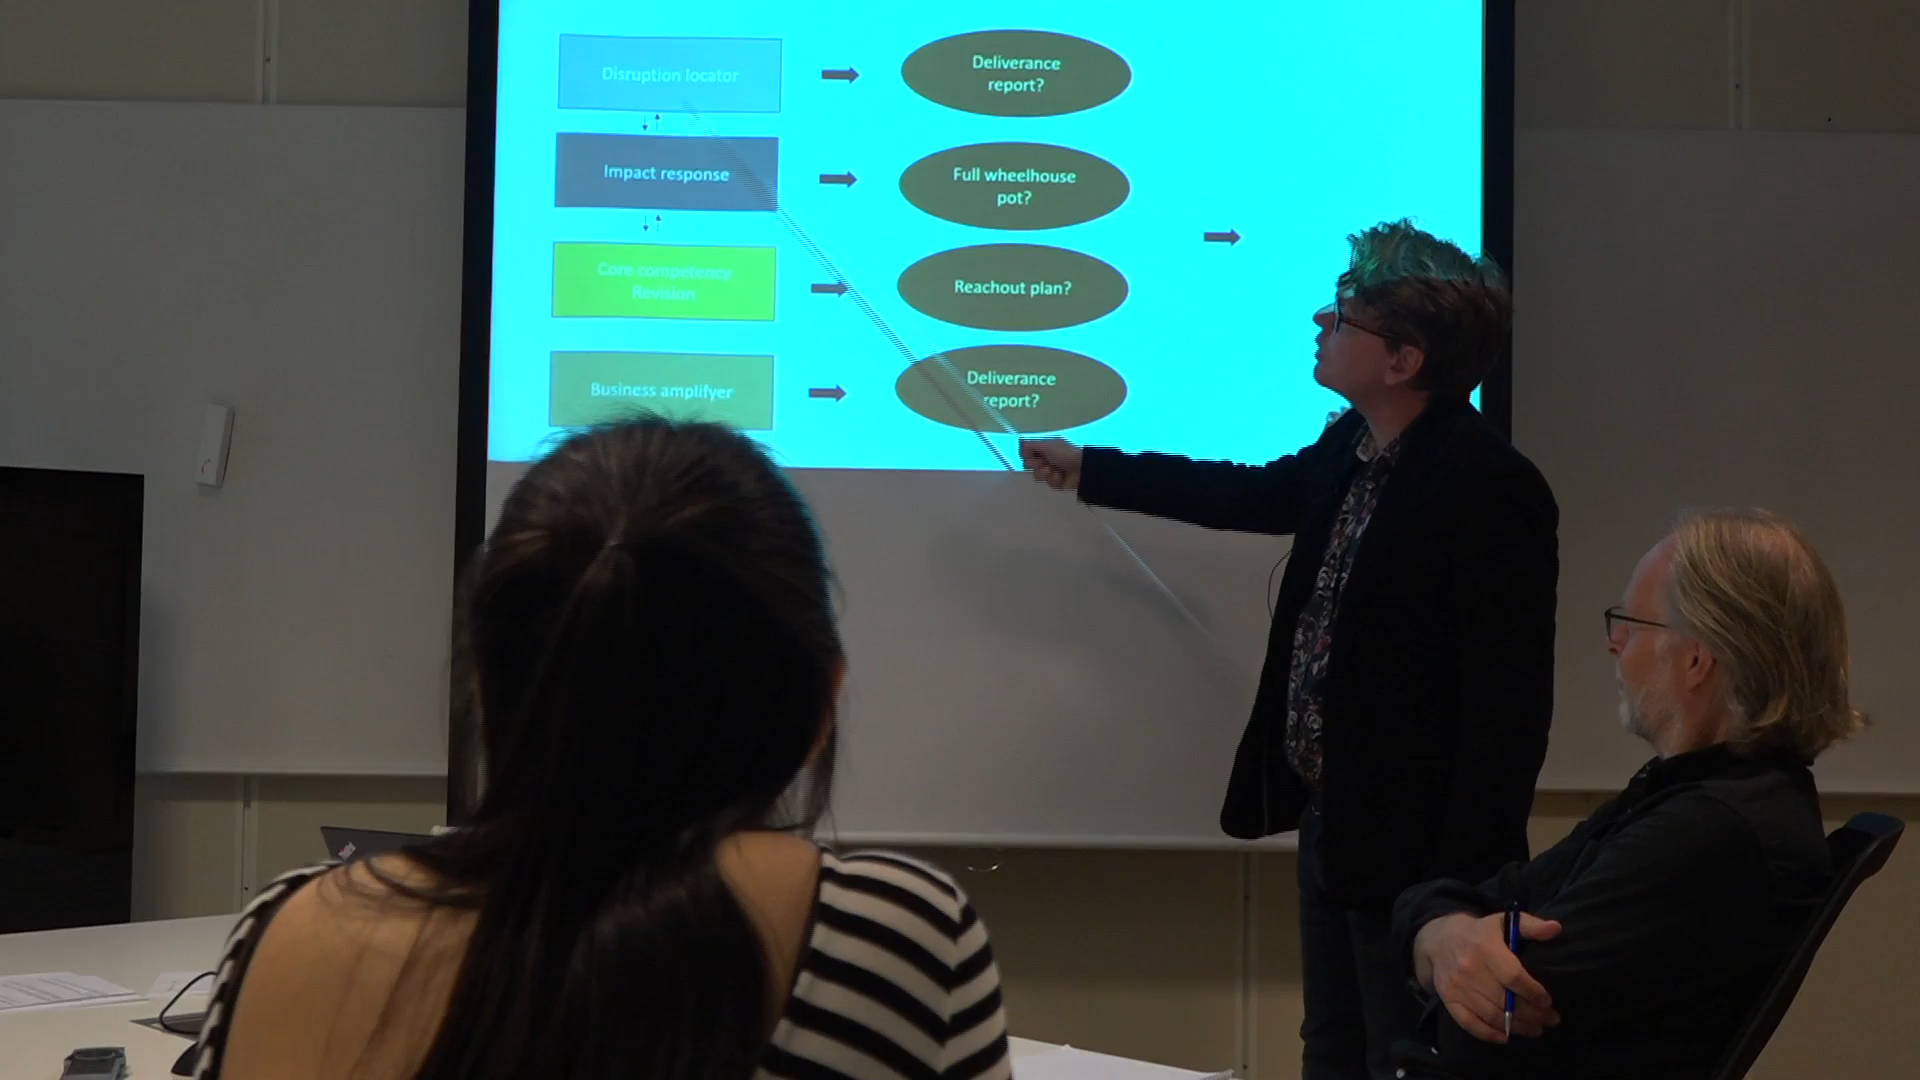 Disruption locator
Deliverance
report?
Impact response
Full wheelhouse
pot?
Core competency
Revision
Reachout plan?
Business amplifyer
Deliverance
report?